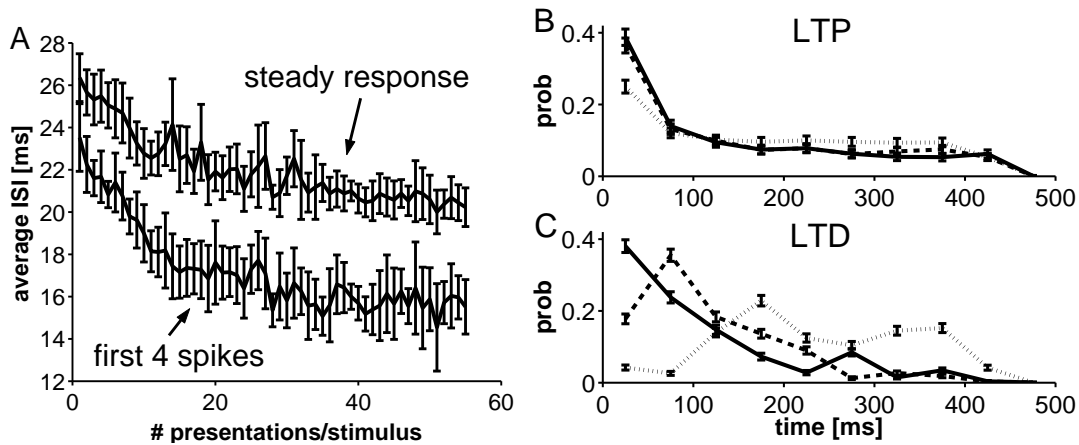 A
28
26
24
22
20
18
16
14
12
average ISI [ms]
steady response
first 4 spikes
0
20
40
60
# presentations/stimulus
B
LTP
0.4
0.2
0
prob
0
100
200
300
400
500
C
LTD
0.4
0.2
0
prob
0
100
200
300
400
500
time [ms]